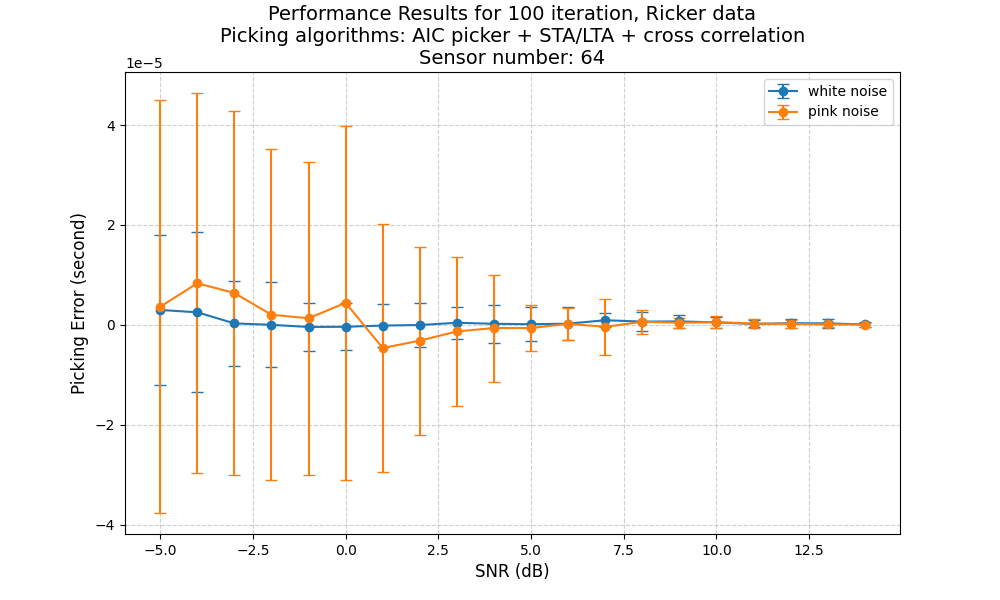 Performance Results for 100 iteration, Ricker data
Picking algorithms: AIC picker + STA/LTA + cross correlation
Sensor number: 64
1e−5
white noise
pink noise
4
2
0
−2
−4
Picking Error (second)
−5.0 −2.5 0.0 2.5 5.0 7.5 10.0 12.5
SNR (dB)